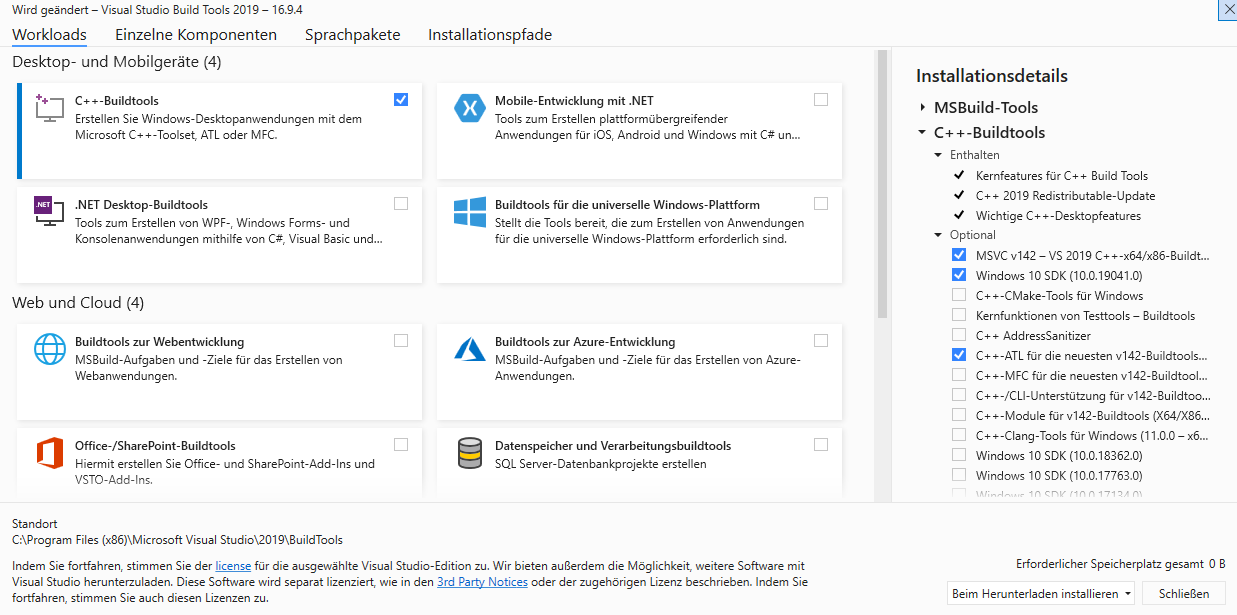 Wird geändert – Visual Studio Build Tools 2019 – 16.9.4
Workloads Einzelne Komponenten Sprachpakete Installationspfade
Desktop- und Mobilgeräte (4)
C++-Buildtools
Erstellen Sie Windows-Desktopanwendungen mit dem
Microsoft C++-Toolset, ATL oder MFC.
Mobile-Entwicklung mit .NET
Tools zum Erstellen plattformübergreifender
Anwendungen für iOS, Android und Windows mit C# un...
.NET
.NET Desktop-Buildtools
Tools zum Erstellen von WPF-, Windows Forms- und
Konsolenanwendungen mithilfe von C#, Visual Basic und...
Buildtools für die universelle Windows-Plattform
Stellt die Tools bereit, die zum Erstellen von Anwendungen
für die universelle Windows-Plattform erforderlich sind.
Web und Cloud (4)
Buildtools zur Webentwicklung
MSBuild-Aufgaben und -Ziele für das Erstellen von
Webanwendungen.
Buildtools zur Azure-Entwicklung
MSBuild-Aufgaben und -Ziele für das Erstellen von Azure-
Anwendungen.
Office-/SharePoint-Buildtools
Hiermit erstellen Sie Office- und SharePoint-Add-Ins und
VSTO-Add-Ins.
Datenspeicher und Verarbeitungsbuildtools
SQL Server-Datenbankprojekte erstellen
Installationsdetails
MSBuild-Tools
C++-Buildtools
Enthalten
Kernfeatures für C++ Build Tools
C++ 2019 Redistributable-Update
Wichtige C++-Desktopfeatures
Optional
MSVC v142 – VS 2019 C++-x64/x86-Buildt...
Windows 10 SDK (10.0.19041.0)
C++-CMake-Tools für Windows
Kernfunktionen von Testtools – Buildtools
C++ AddressSanitizer
C++-ATL für die neuesten v142-Buildtools...
C++-MFC für die neuesten v142-Buildtool...
C++-/CLI-Unterstützung für v142-Buildtoo...
C++-Module für v142-Buildtools (X64/X86...
C++-Clang-Tools für Windows (11.0.0 – x6...
Windows 10 SDK (10.0.18362.0)
Windows 10 SDK (10.0.17763.0)
Windows 10 SDK (10.0.17134.0)
Standort
C:\Program Files (x86)\Microsoft Visual Studio\2019\BuildTools
Indem Sie fortfahren, stimmen Sie der license für die ausgewählte Visual Studio-Edition zu. Wir bieten außerdem die Möglichkeit, weitere Software mit
Visual Studio herunterzuladen. Diese Software wird separat lizenziert, wie in den 3rd Party Notices oder der zugehörigen Lizenz beschrieben. Indem Sie
fortfahren, stimmen Sie auch diesen Lizenzen zu.
Erforderlicher Speicherplatz gesamt 0 B
Beim Herunterladen installieren Schließen